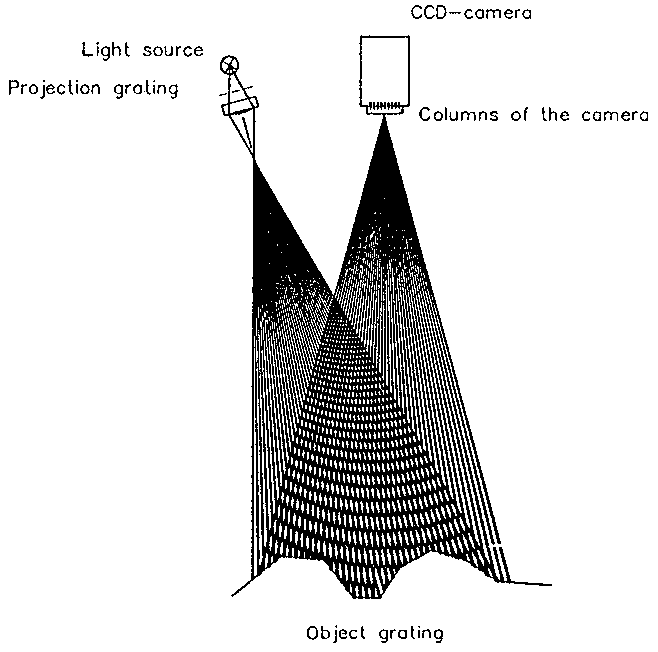 CCD-camera
Light source
Projection grating
Columns of the camera
Object grating